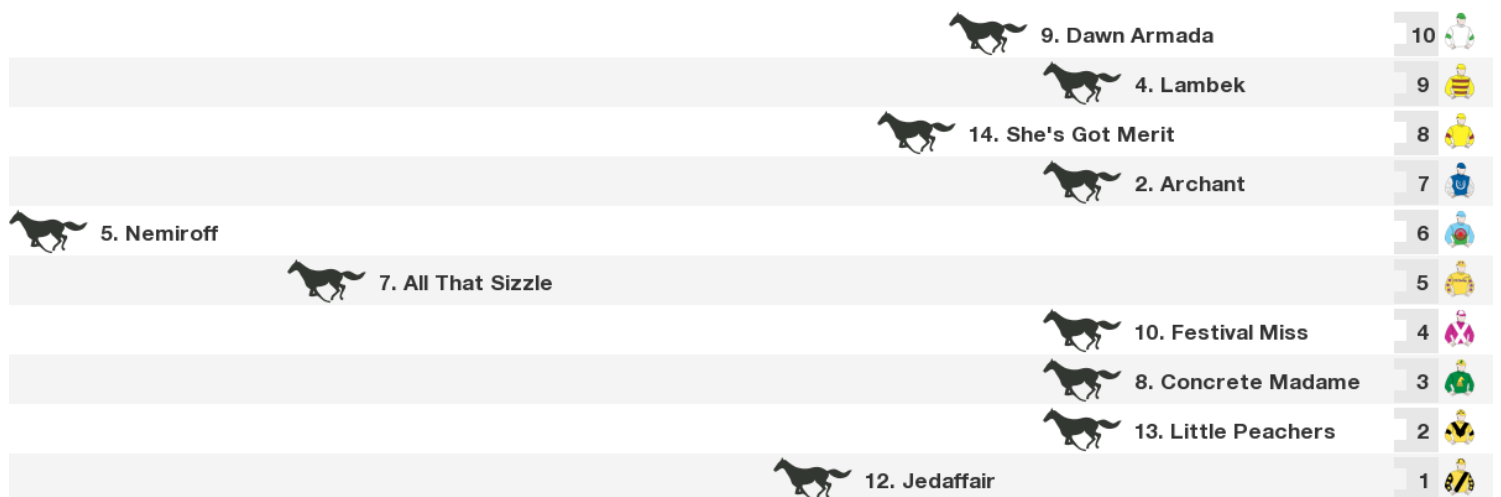 9. Dawn Armada 10
4. Lambek 9
14. She's Got Merit 8
2. Archant 7
5. Nemiroff 6
7. All That Sizzle 5
10. Festival Miss 4
8. Concrete Madame 3
13. Little Peachers 2
12. Jedaffair 1